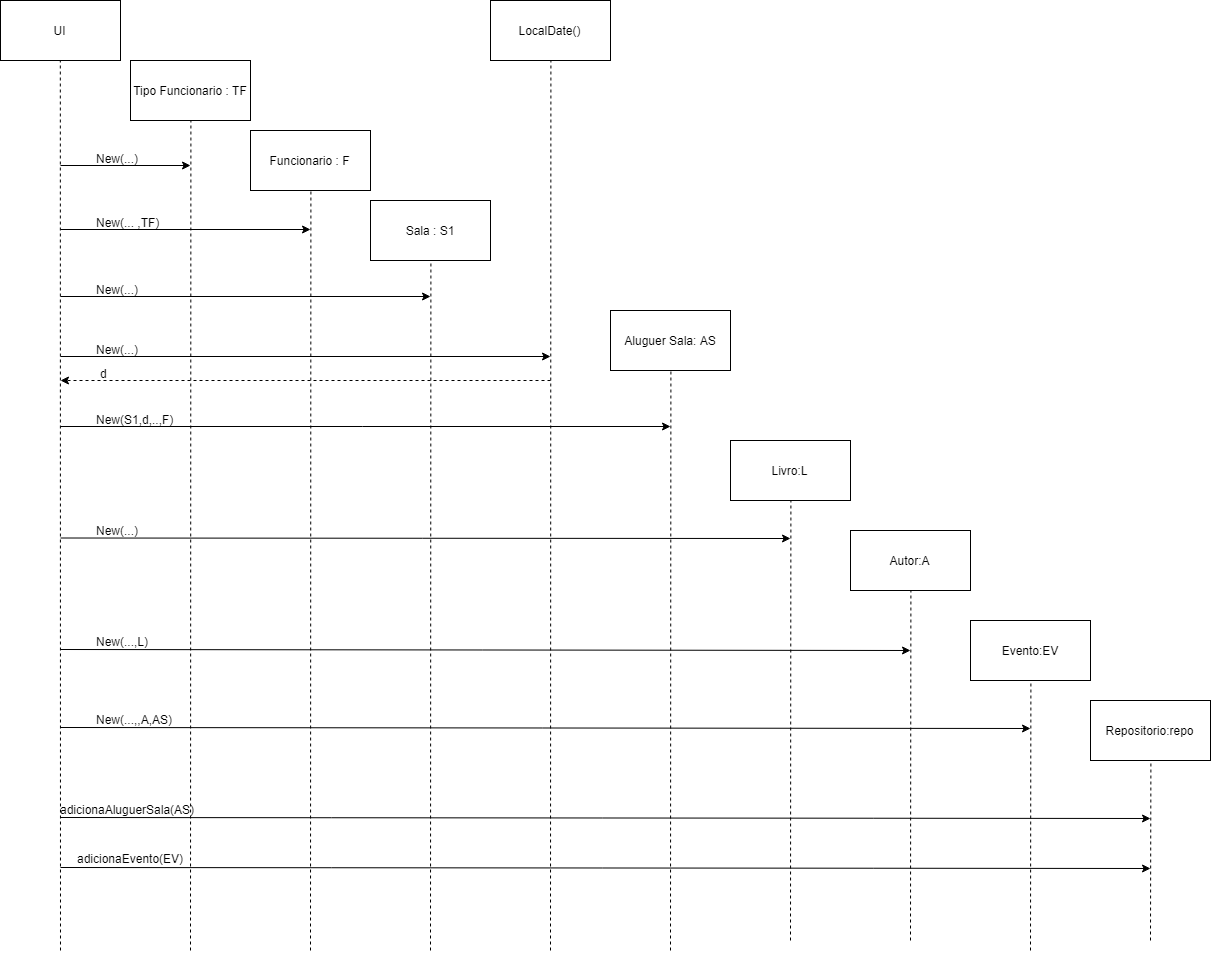 UI
LocalDate()
Tipo Funcionario : TF
New(...)
Funcionario : F
New(... ,TF)
Sala : S1
New(...)
Aluguer Sala: AS
New(...)
d
New(S1,d,..,F)
Livro:L
New(...)
Autor:A
New(...,L)
Evento:EV
New(...,,A,AS)
Repositorio:repo
adicionaAluguerSala(AS)
adicionaEvento(EV)